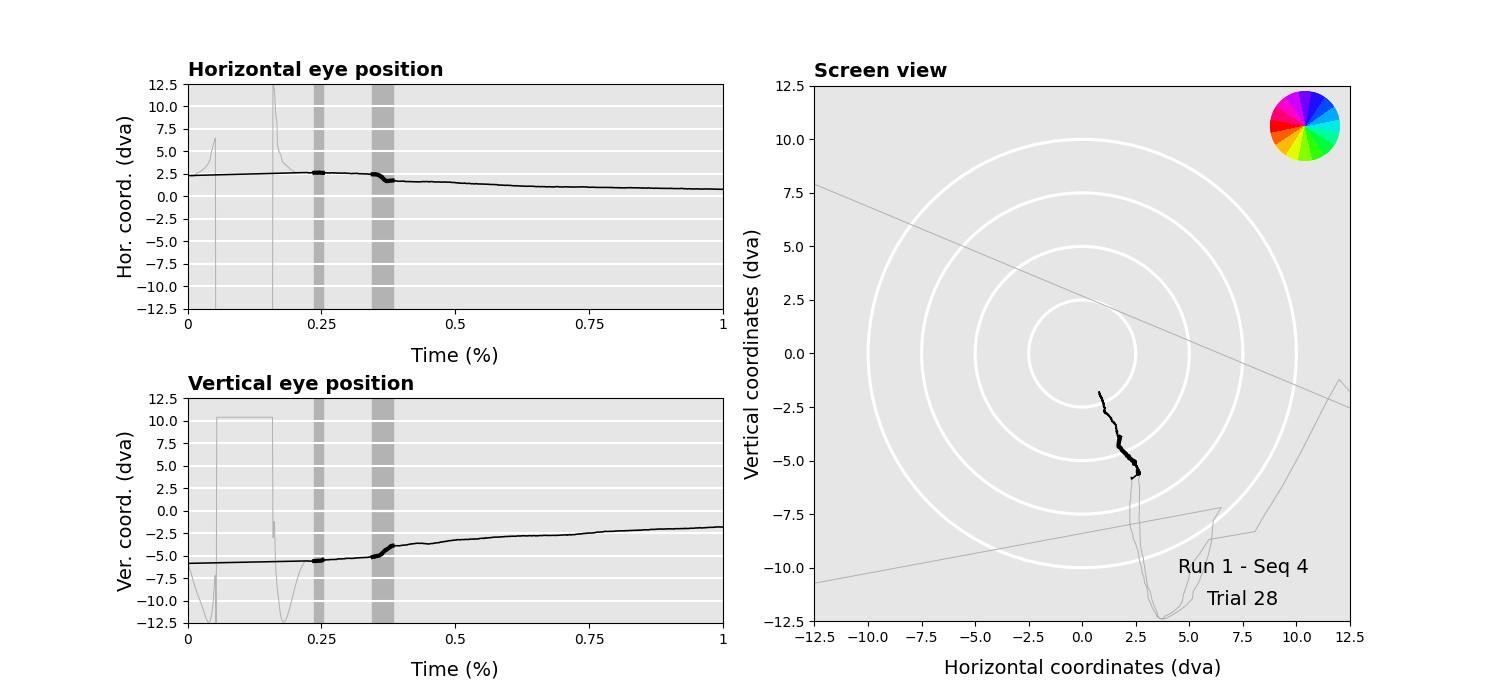 Horizontal eye position
12.5
10.0
7.5
5.0
2.5
0.0
−2.5
−5.0
−7.5
−10.0
−12.5
Hor. coord. (dva)
0 0.25 0.5 0.75 1
Time (%)
Vertical eye position
12.5
10.0
7.5
5.0
2.5
0.0
−2.5
−5.0
−7.5
−10.0
−12.5
Ver. coord. (dva)
0 0.25 0.5 0.75 1
Time (%)
Screen view
12.5
10.0
7.5
5.0
2.5
0.0
−2.5
−5.0
−7.5
−10.0
−12.5
Vertical coordinates (dva)
Run 1 - Seq 4
Trial 28
−12.5 −10.0 −7.5 −5.0 −2.5 0.0 2.5 5.0 7.5 10.0 12.5
Horizontal coordinates (dva)